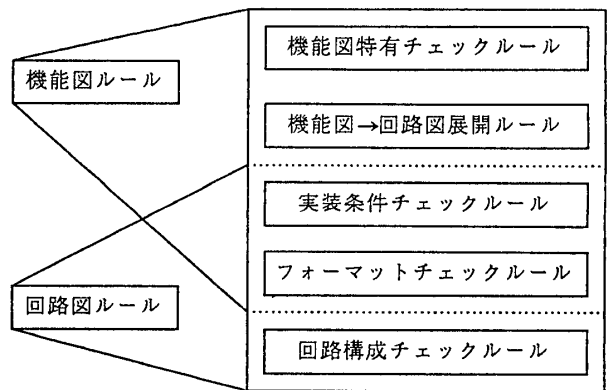 機能図ルール
回路図ルール
機能図特有チェックルール
機能図→回路図展開ルール
実装条件チェックルール
フォーマットチェックルール
回路構成チェックルール